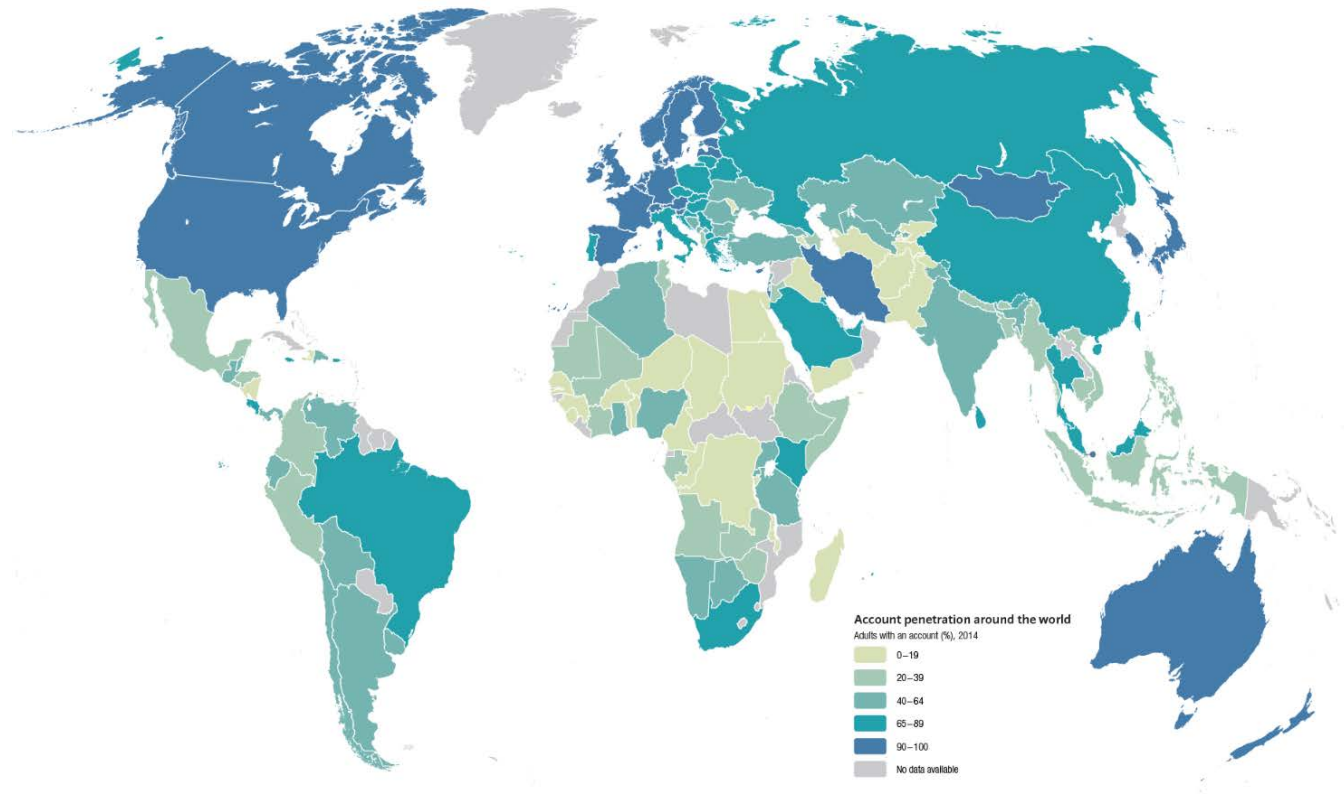 Account penetration around the world
Adults with an account (%), 2014
0–19
20–39
40–64
65–89
90–100
No data available